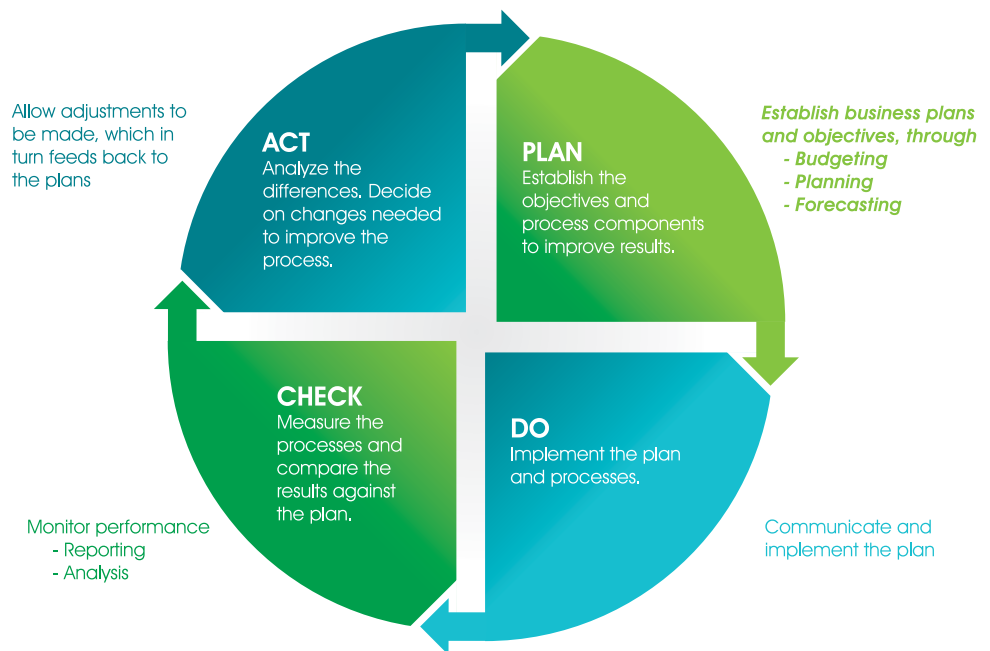 Allow adjustments to
be made, which in
turn feeds back to
the plans
ACT
Analyze the
differences. Decide
on changes needed
to improve the
process.
PLAN
Establish the
objectives and
process components
to improve results.
Establish business plans
and objectives, through
- Budgeting
- Planning
- Forecasting
CHECK
Measure the
processes and
compare the
results against
the plan.
DO
Implement the plan
and processes.
Monitor performance
- Reporting
- Analysis
Communicate and
implement the plan